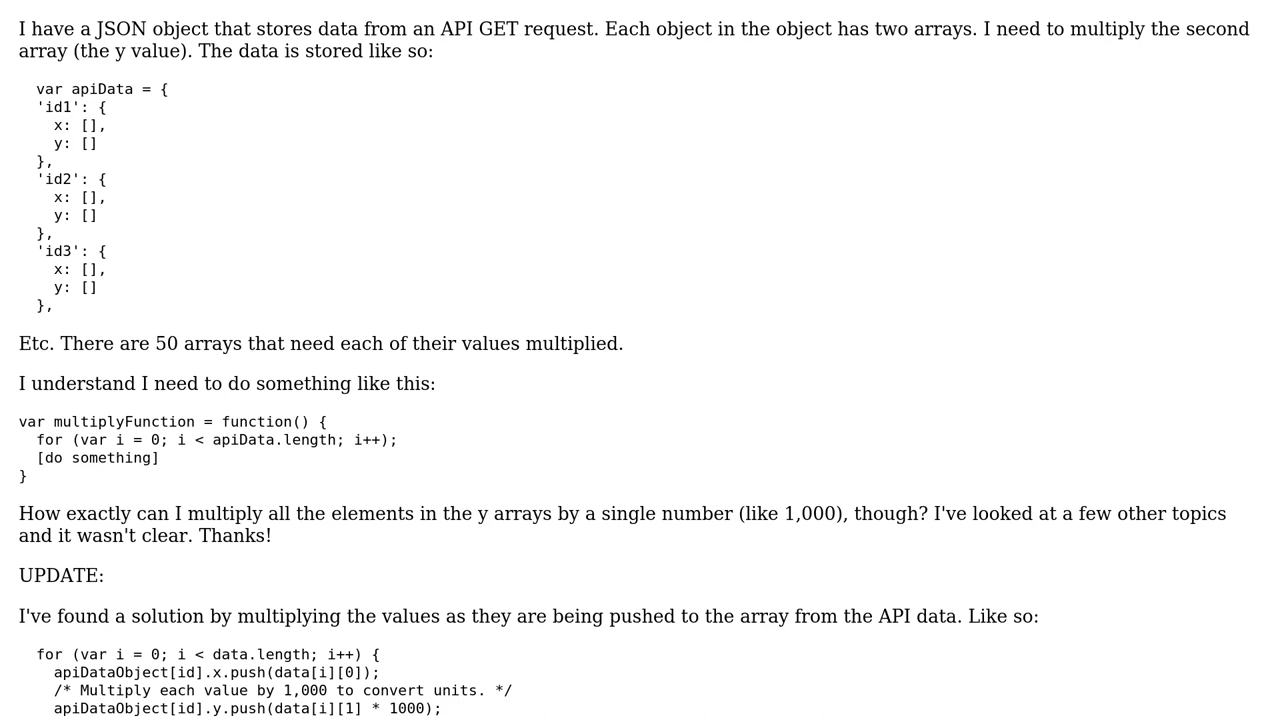 I have a JSON object that stores data from an API GET request. Each object in the object has two arrays. I need to multiply the second
array (the y value). The data is stored like so:
var apiData = {
'id1': {
x: [],
y: []
},
'id2': {
x: [],
y: []
},
'id3': {
x: [],
y: []
},
Etc. There are 50 arrays that need each of their values multiplied.
I understand I need to do something like this:
var multiplyFunction = function() {
for (var i = 0; i < apiData.length; i++);
[do something]
}
How exactly can I multiply all the elements in the y arrays by a single number (like 1,000), though? I've looked at a few other topics
and it wasn't clear. Thanks!
UPDATE:
I've found a solution by multiplying the values as they are being pushed to the array from the API data. Like so:
for (var i = 0; i < data.length; i++) {
apiDataObject[id].x.push(data[i][0]);
/* Multiply each value by 1,000 to convert units. */
apiDataObject[id].y.push(data[i][1] * 1000);